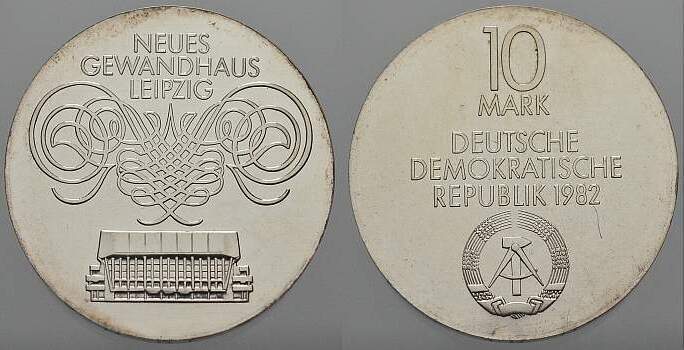 NEUES
GEWANDHAUS
LEIPZIG
10
MARK
DEUTSCHE
DEMOKRATISCHE
REPUBLIK 1982